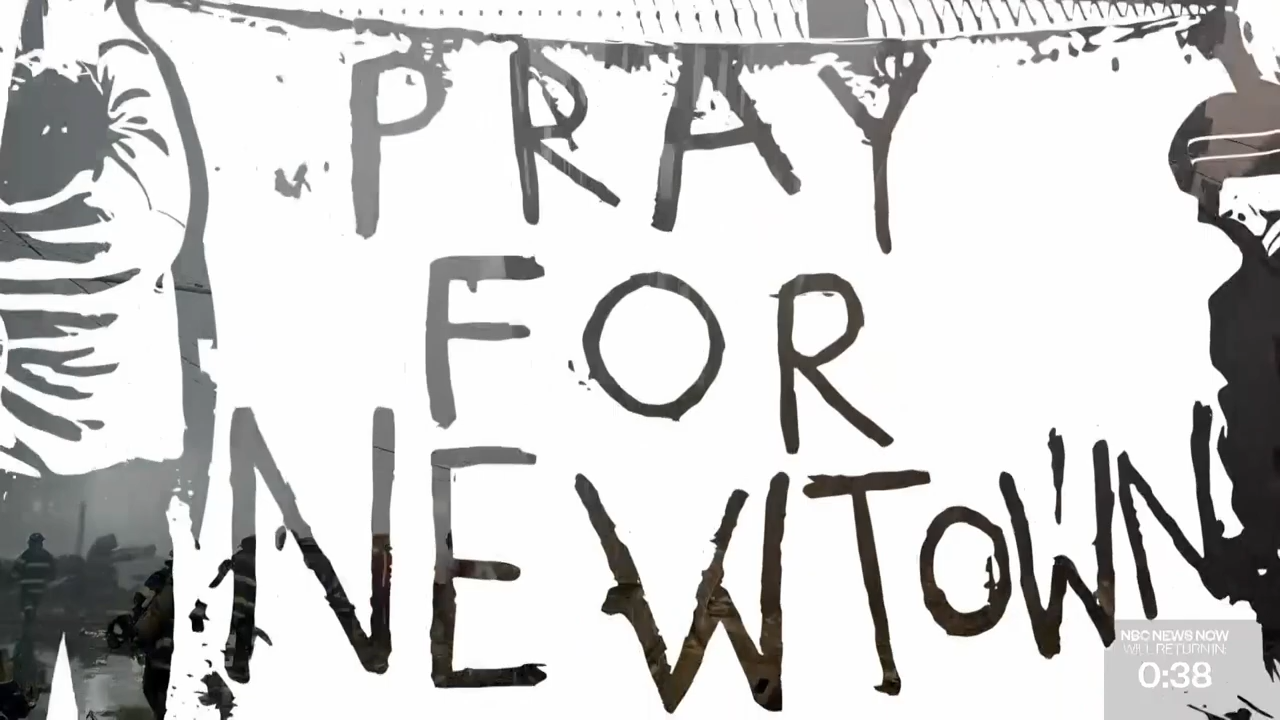 PRAY
FOR
NEWTOWN
NBC NEWS NOW
WILL RETURN IN:
0:38